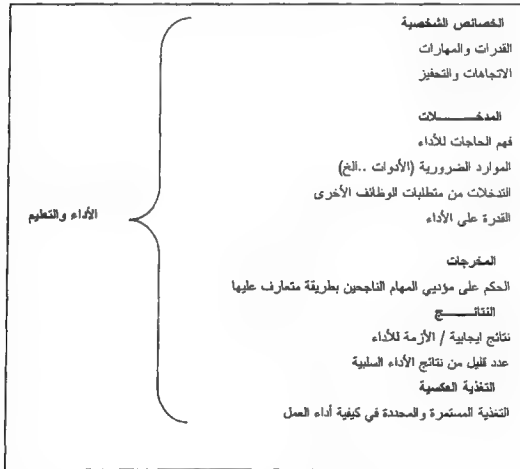 الخصائص الشخصية
القدرات والمهارات
الاتجاهات والتحفيز
المدخـــــــلات
فهم الحاجات للأداء
الموارد الضرورية (الأدوات ..الخ)
التدخلات من متطلبات الوظائف الأخرى
القدرة على الأداء
الأداء والتعليم
المخرجات
الحكم على مؤديي المهام الناجحين بطريقة متعارف عليها
النتائـــــج
نتائج ايجابية / الأزمة للأداء
عدد قليل من نتائج الأداء السلبية
التغذية العكسية
التغذية المستمرة والمحددة في كيفية أداء العمل